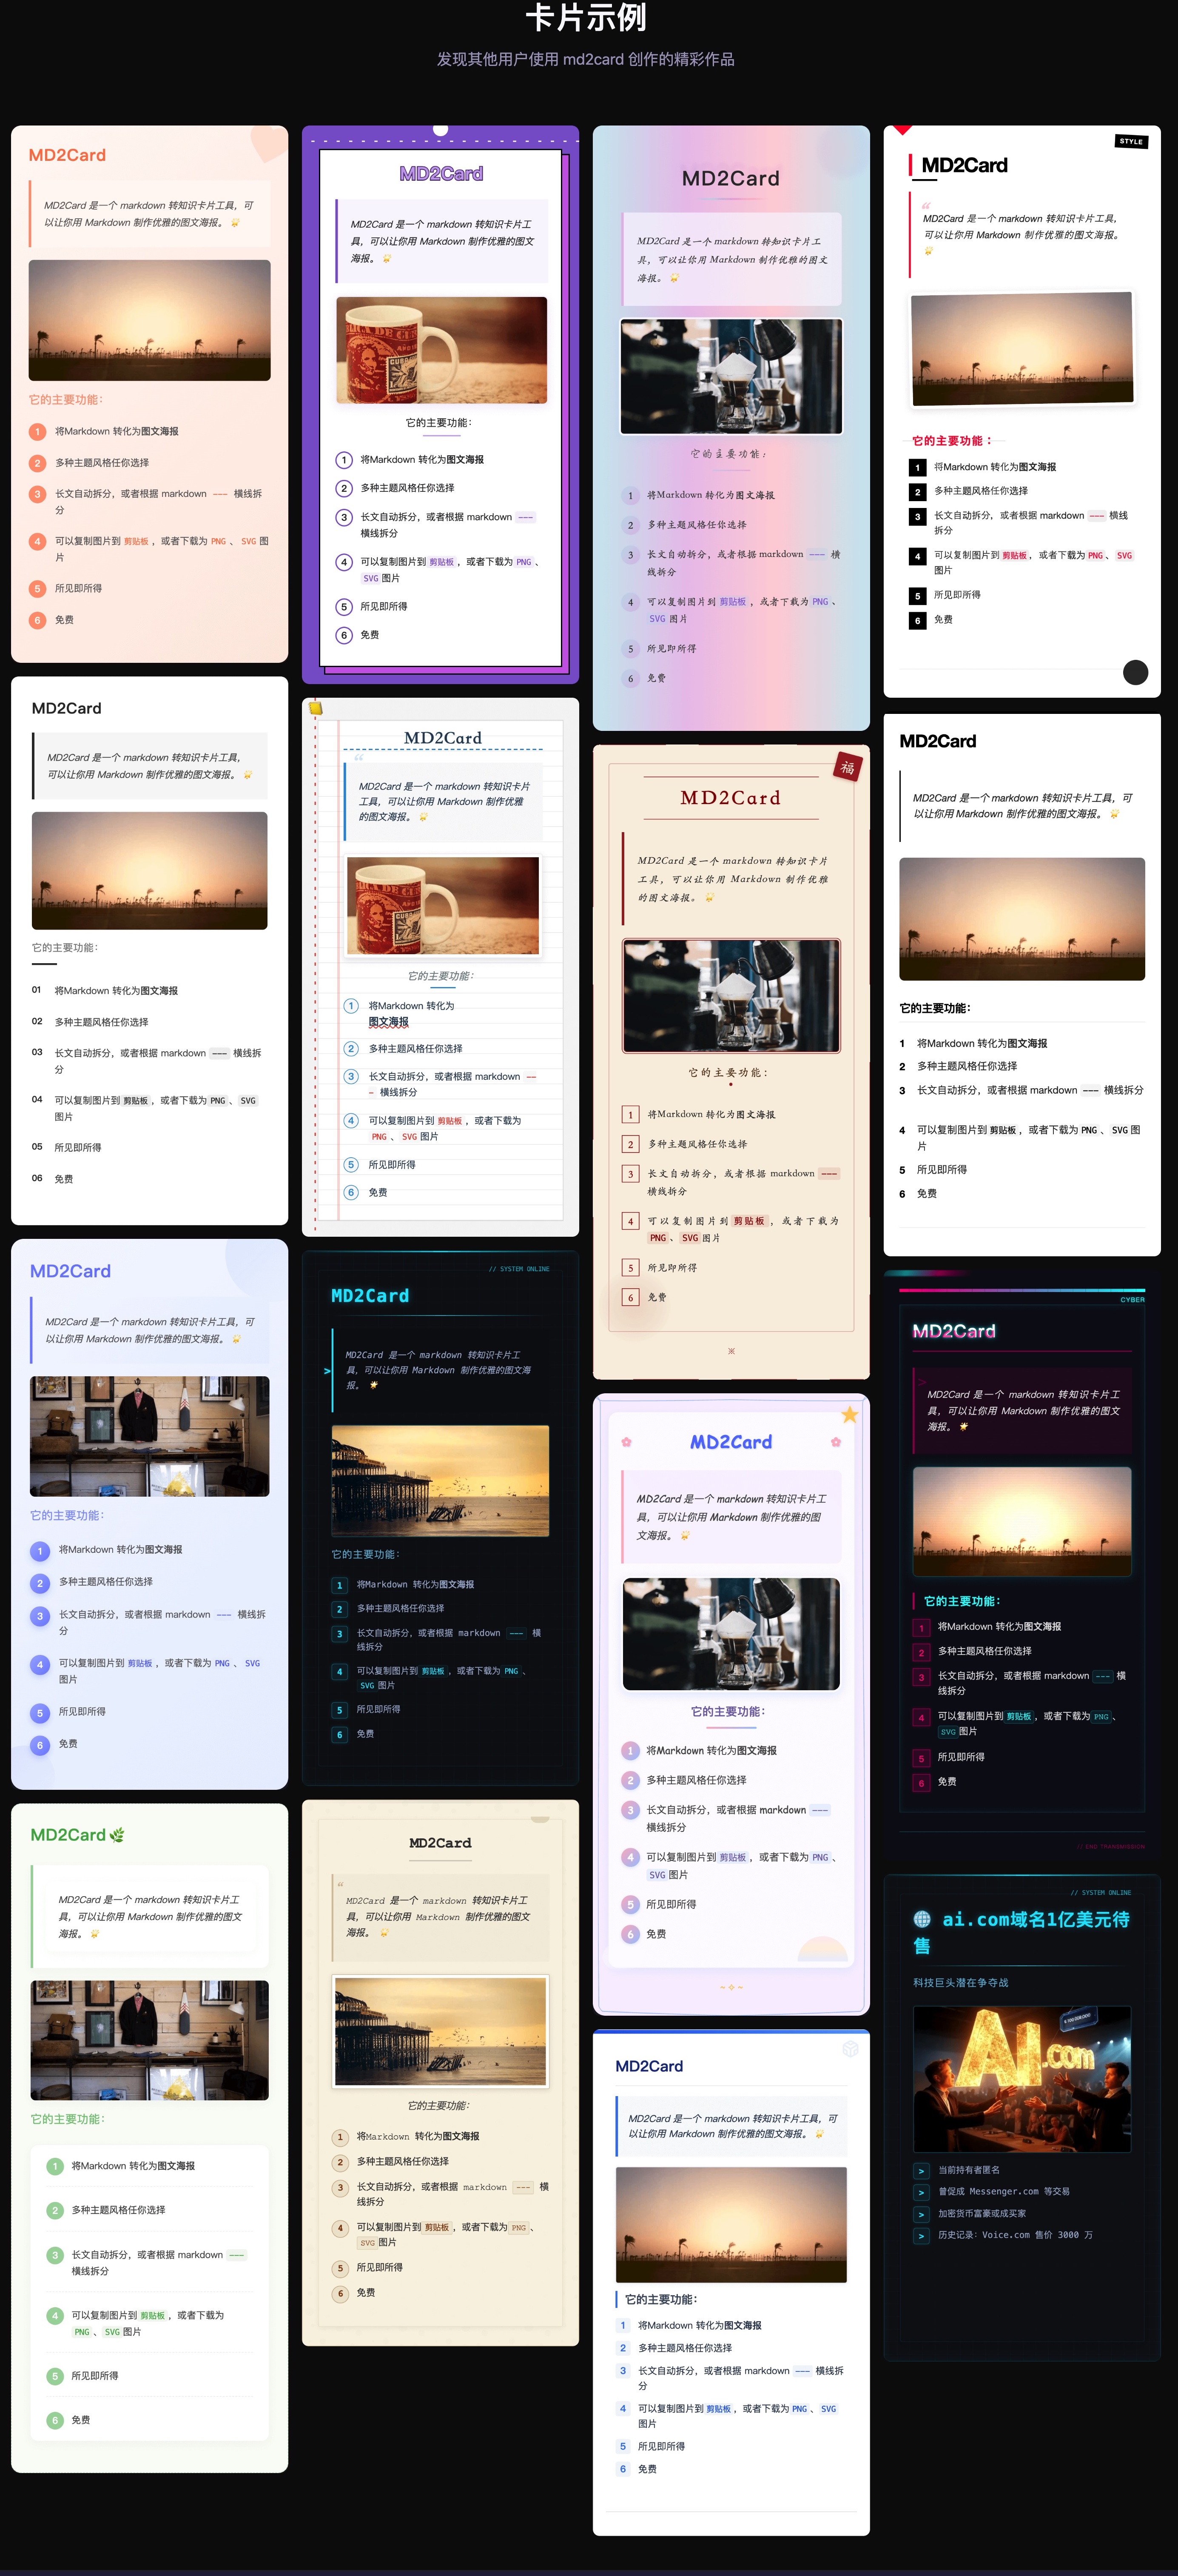 卡片示例
发现其他用户使用 md2card 创作的精彩作品
MD2Card
MD2Card 是一个 markdown 转知识卡片工具，可
以让你用 Markdown 制作优雅的图文海报。 🌟
它的主要功能：
1 将Markdown 转化为图文海报
2 多种主题风格任你选择
3 长文自动拆分，或者根据 markdown --- 横线拆
分
4 可以复制图片到 剪贴板 ，或者下载为 PNG 、 SVG 图
片
5 所见即所得
6 免费
MD2Card
MD2Card 是一个 markdown 转知识卡片工具，
可以让你用 Markdown 制作优雅的图文海报。 🌟
它的主要功能：
01 将Markdown 转化为图文海报
02 多种主题风格任你选择
03 长文自动拆分，或者根据 markdown --- 横线拆
分
04 可以复制图片到 剪贴板 ，或者下载为 PNG 、 SVG
图片
05 所见即所得
06 免费
MD2Card
MD2Card 是一个 markdown 转知识卡片工具，可
以让你用 Markdown 制作优雅的图文海报。 🌟
它的主要功能：
1 将Markdown 转化为图文海报
2 多种主题风格任你选择
3 长文自动拆分，或者根据 markdown --- 横线拆
分
4 可以复制图片到 剪贴板 ，或者下载为 PNG 、 SVG
图片
5 所见即所得
6 免费
MD2Card 🌿
MD2Card 是一个 markdown 转知识卡片工
具，可以让你用 Markdown 制作优雅的图文
海报。 🌟
它的主要功能：
1 将Markdown 转化为图文海报
2 多种主题风格任你选择
3 长文自动拆分，或者根据 markdown ---
横线拆分
4 可以复制图片到 剪贴板 ，或者下载为
PNG 、 SVG 图片
5 所见即所得
6 免费
MD2Card
MD2Card 是一个 markdown 转知识卡片工
具，可以让你用 Markdown 制作优雅的图文
海报。 🌟
它的主要功能：
1 将Markdown 转化为图文海报
2 多种主题风格任你选择
3 长文自动拆分，或者根据 markdown ---
横线拆分
4 可以复制图片到 剪贴板 ，或者下载为 PNG 、
SVG 图片
5 所见即所得
6 免费
MD2Card
“
MD2Card 是一个 markdown 转知识卡片
工具，可以让你用 Markdown 制作优雅
的图文海报。 🌟
它的主要功能：
1 将Markdown 转化为
图文海报
2 多种主题风格任你选择
3 长文自动拆分，或者根据 markdown --
- 横线拆分
4 可以复制图片到 剪贴板 ，或者下载为
PNG 、 SVG 图片
5 所见即所得
6 免费
// SYSTEM ONLINE
MD2Card
>
MD2Card 是一个 markdown 转知识卡片工
具，可以让你用 Markdown 制作优雅的图文海
报。 🌟
它的主要功能：
1 将Markdown 转化为图文海报
2 多种主题风格任你选择
3 长文自动拆分，或者根据 markdown --- 横
线拆分
4 可以复制图片到 剪贴板 ，或者下载为 PNG 、
SVG 图片
5 所见即所得
6 免费
MD2Card
“
MD2Card 是一个 markdown 转知识卡片工
具，可以让你用 Markdown 制作优雅的图文
海报。 🌟
它的主要功能：
1 将Markdown 转化为图文海报
2 多种主题风格任你选择
3 长文自动拆分，或者根据 markdown --- 横
线拆分
4 可以复制图片到 剪贴板 ，或者下载为 PNG 、
SVG 图片
5 所见即所得
6 免费
MD2Card
MD2Card 是一个 markdown 转知识卡片工
具，可以让你用 Markdown 制作优雅的图文
海报。 🌟
它的主要功能：
1 将Markdown 转化为图文海报
2 多种主题风格任你选择
3 长文自动拆分，或者根据 markdown --- 横
线拆分
4 可以复制图片到 剪贴板 ，或者下载为 PNG 、
SVG 图片
5 所见即所得
6 免费
福
MD2Card
MD2Card 是一个 markdown 转知识卡片
工具，可以让你用 Markdown 制作优雅
的图文海报。 🌟
它的主要功能：
1 将Markdown 转化为图文海报
2 多种主题风格任你选择
3 长文自动拆分，或者根据 markdown ---
横线拆分
4 可以复制图片到 剪贴板 ，或者下载为
PNG 、 SVG 图片
5 所见即所得
6 免费
※
MD2Card
MD2Card 是一个 markdown 转知识卡片工
具，可以让你用 Markdown 制作优雅的图
文海报。 🌟
它的主要功能：
1 将Markdown 转化为图文海报
2 多种主题风格任你选择
3 长文自动拆分，或者根据 markdown ---
横线拆分
4 可以复制图片到 剪贴板 ，或者下载为 PNG 、
SVG 图片
5 所见即所得
6 免费
MD2Card
MD2Card 是一个 markdown 转知识卡片工具，可
以让你用 Markdown 制作优雅的图文海报。 🌟
它的主要功能：
1 将Markdown 转化为图文海报
2 多种主题风格任你选择
3 长文自动拆分，或者根据 markdown --- 横线拆
分
4 可以复制图片到 剪贴板 ，或者下载为 PNG 、 SVG
图片
5 所见即所得
6 免费
STYLE
MD2Card
“
MD2Card 是一个 markdown 转知识卡片工具，
可以让你用 Markdown 制作优雅的图文海报。
🌟
它的主要功能：
1 将Markdown 转化为图文海报
2 多种主题风格任你选择
3 长文自动拆分，或者根据 markdown --- 横线
拆分
4 可以复制图片到 剪贴板 ，或者下载为 PNG 、 SVG
图片
5 所见即所得
6 免费
MD2Card
MD2Card 是一个 markdown 转知识卡片工具，可
以让你用 Markdown 制作优雅的图文海报。 🌟
它的主要功能：
1 将Markdown 转化为图文海报
2 多种主题风格任你选择
3 长文自动拆分，或者根据 markdown --- 横线拆分
4 可以复制图片到 剪贴板 ，或者下载为 PNG 、 SVG 图
片
5 所见即所得
6 免费
CYBER
MD2Card
>
MD2Card 是一个 markdown 转知识卡片工
具，可以让你用 Markdown 制作优雅的图文
海报。 🌟
它的主要功能：
1 将Markdown 转化为图文海报
2 多种主题风格任你选择
3 长文自动拆分，或者根据 markdown --- 横
线拆分
4 可以复制图片到 剪贴板 ，或者下载为 PNG 、
SVG 图片
5 所见即所得
6 免费
// END TRANSMISSION
// SYSTEM ONLINE
🌐 ai.com域名1亿美元待
售
科技巨头潜在争夺战
AI.com
> 当前持有者匿名
> 曾促成 Messenger.com 等交易
> 加密货币富豪或成买家
> 历史记录：Voice.com 售价 3000 万